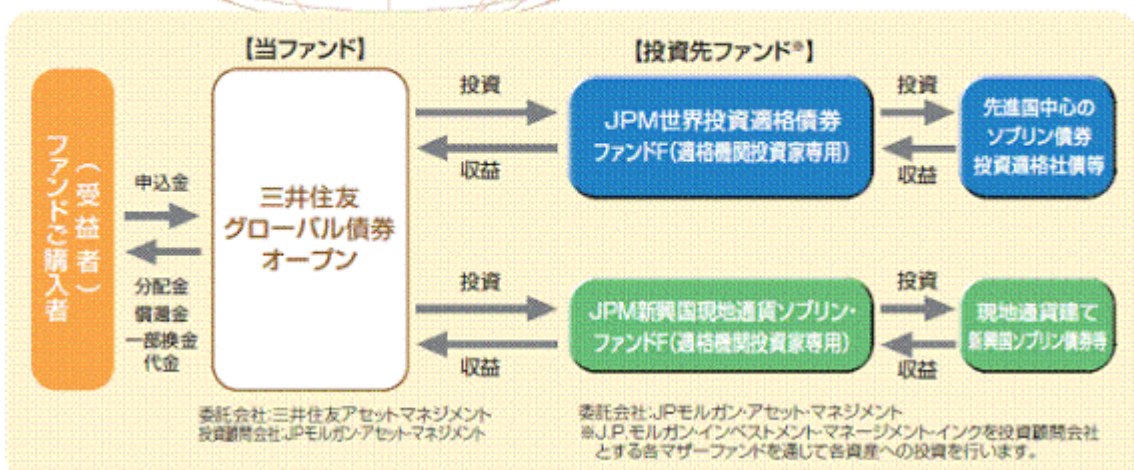 【当ファンド】
【投資先ファンド※】
ファンドご購入者
（受益者）
申込金
分配金
償還金
一部換金
代金
三井住友
グローバル債券
オープン
投資
収益
投資
収益
JPM世界投資適格債券
ファンドF(適格機関投資家専用)
JPM新興国現地通貨ソブリン・
ファンドF(適格機関投資家専用)
投資
収益
投資
収益
先進国中心の
ソブリン債券
投資適格社債等
現地通貨建て
新興国ソブリン債券等
委託会社:三井住友アセットマネジメント
投資顧問会社:JPモルガン・アセット・マネジメント
委託会社:JPモルガン・アセット・マネジメント
※J.P.モルガン・インベストメント・マネージメント・インクを投資顧問会社
とする各マザーファンドを通じて各資産への投資を行います。